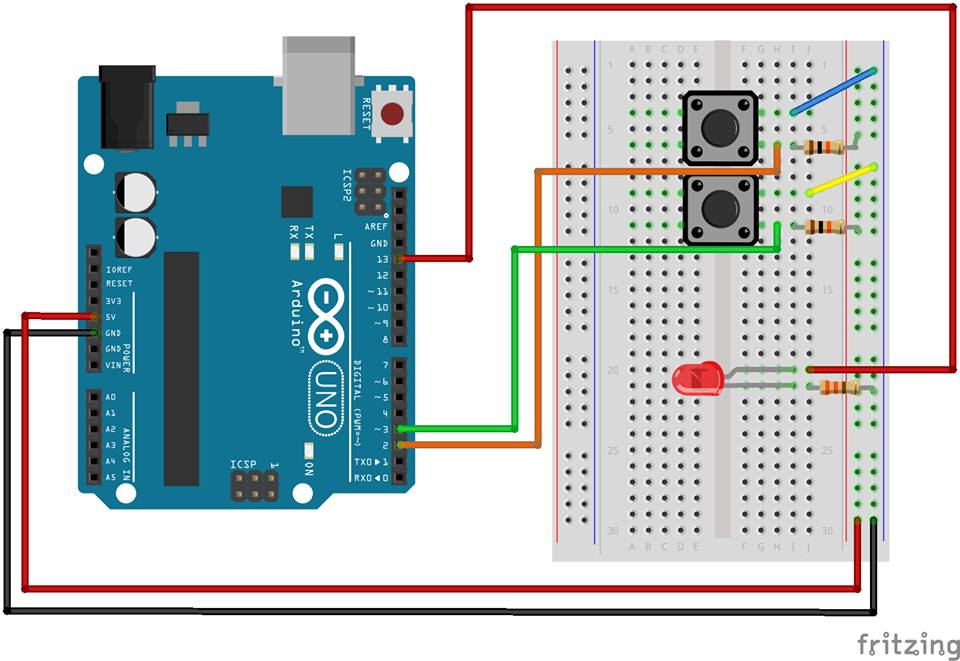 RESET
ICSP2
AREF
GND
13
12
~11
~10
~9
8
7
~6
~5
4
~3
2
TX0▶1
RX0◀0
DIGITAL (PWM=~)
L
TX
RX
Arduino™
UNO
ON
ICSP
1
IOREF
RESET
3V3
5V
GND
GND
VIN
POWER
A0
A1
A2
A3
A4
A5
ANALOG IN
A B C D E F G H I J
1 1
5 5
10 10
15 15
20 20
25 25
30 30
A B C D E F G H I J
fritzing